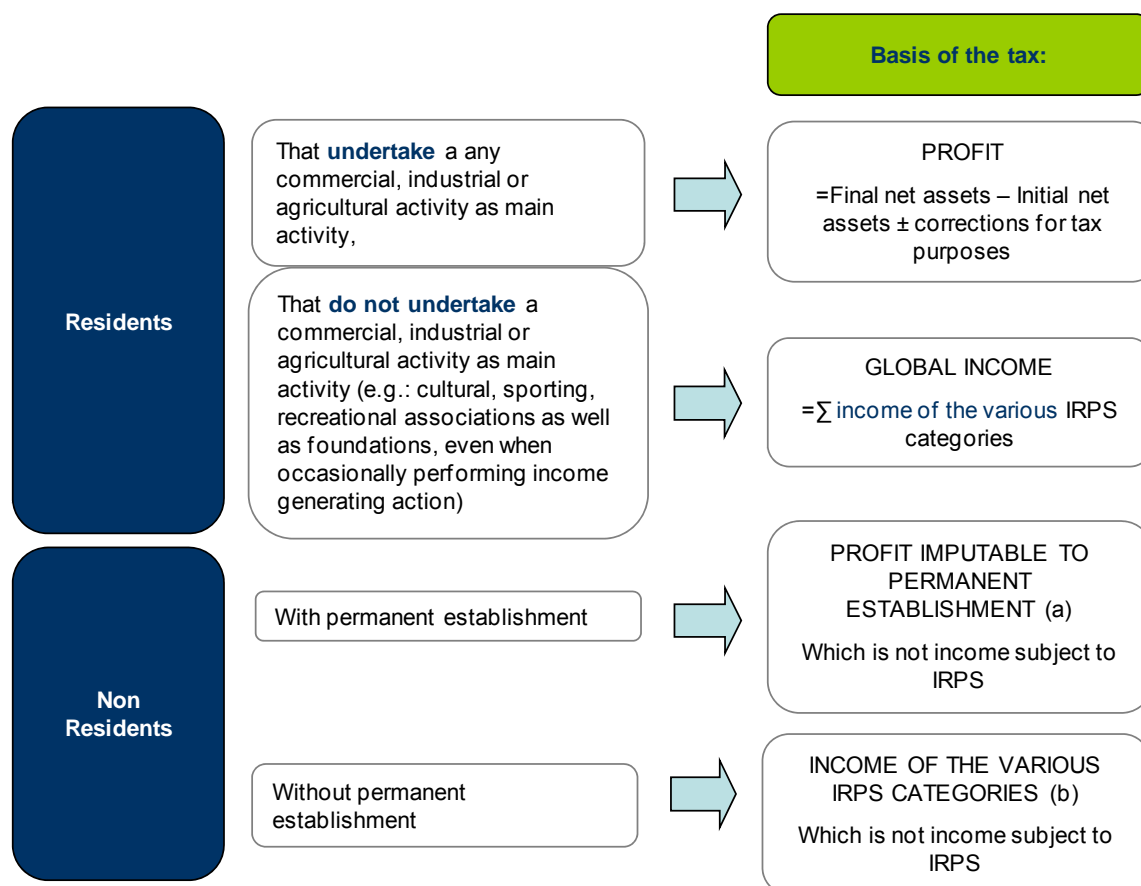 Basis of the tax:
Residents
That undertake a any
commercial, industrial or
agricultural activity as main
activity,
PROFIT
=Final net assets – Initial net
assets ± corrections for tax
purposes
That do not undertake a
commercial, industrial or
agricultural activity as main
activity (e.g.: cultural, sporting,
recreational associations as well
as foundations, even when
occasionally performing income
generating action)
GLOBAL INCOME
=∑ income of the various IRPS
categories
Non
Residents
With permanent establishment
PROFIT IMPUTABLE TO
PERMANENT
ESTABLISHMENT (a)
Which is not income subject to
IRPS
Without permanent
establishment
INCOME OF THE VARIOUS
IRPS CATEGORIES (b)
Which is not income subject to
IRPS